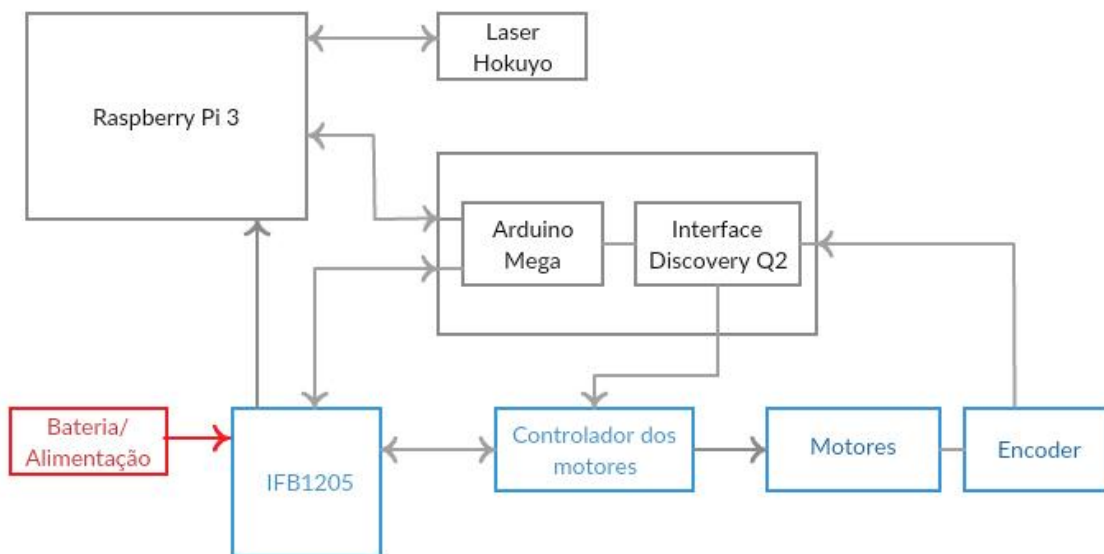 Laser
Hokuyo
Raspberry Pi 3
Arduino
Mega
Interface
Discovery Q2
Bateria/
Alimentação
IFB1205
Controlador dos
motores
Motores
Encoder